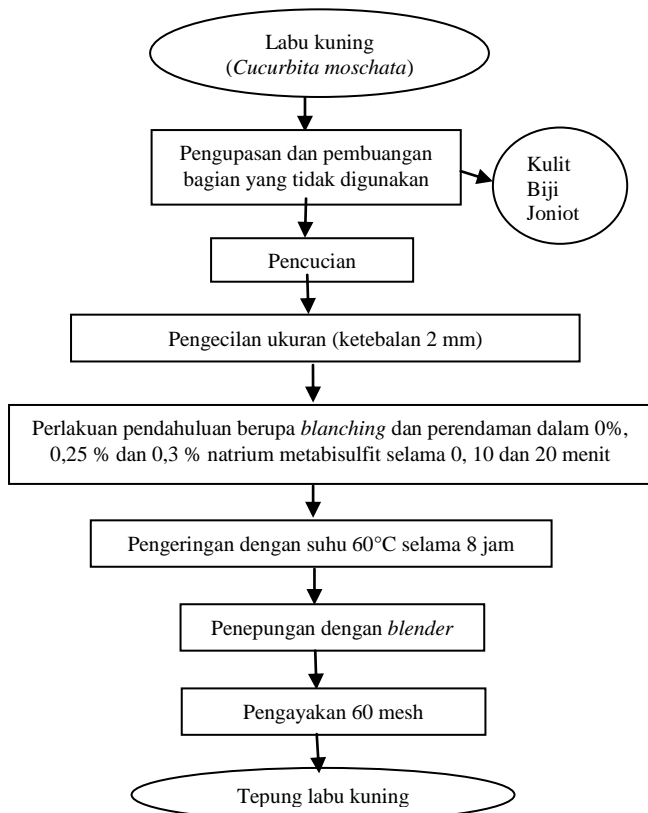 Labu kuning
(Cucurbita moschata)
Pengupasan dan pembuangan
bagian yang tidak digunakan
Kulit
Biji
Joniot
Pencucian
Pengecilan ukuran (ketebalan 2 mm)
Perlakuan pendahuluan berupa blanching dan perendaman dalam 0%,
0,25 % dan 0,3 % natrium metabisulfit selama 0, 10 dan 20 menit
Pengeringan dengan suhu 60°C selama 8 jam
Penepungan dengan blender
Pengayakan 60 mesh
Tepung labu kuning